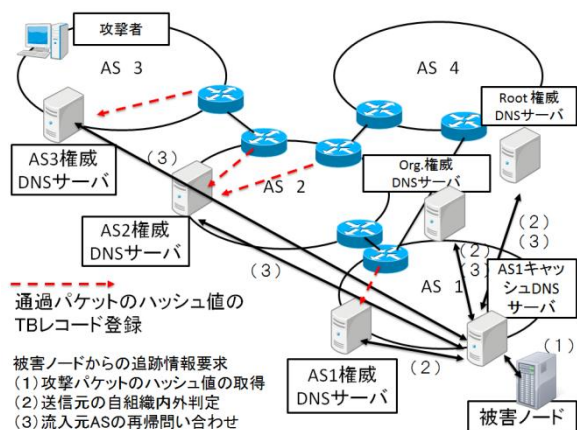 攻撃者
AS 3
AS 4
Root 権威
DNSサーバ
AS3権威
DNSサーバ
(3)
AS 2
Org.権威
DNSサーバ
AS2権威
DNSサーバ
(3)
(2)
(3)
(2)
(3)
AS 1
AS1キャッ
シュDNS
サーバ
通過パケットのハッシュ値の
TBレコード登録
(1)
被害ノードからの追跡情報要求
(1)攻撃パケットのハッシュ値の取得
(2)送信元の自組織内外判定
(3)流入元ASの再帰問い合わせ
AS1権威
DNSサーバ
(2)
被害ノード